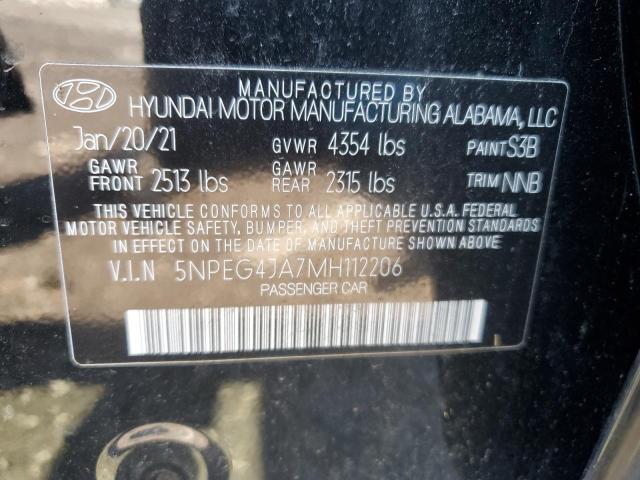 MANUFACTURED BY
HYUNDAI MOTOR MANUFACTURING ALABAMA, LLC
Jan/20/21 GVWR 4354 lbs PAINT S3B
GAWR FRONT 2513 lbs GAWR REAR 2315 lbs TRIM NNB
THIS VEHICLE CONFORMS TO ALL APPLICABLE U.S.A. FEDERAL
MOTOR VEHICLE SAFETY, BUMPER, AND THEFT PREVENTION STANDARDS
IN EFFECT ON THE DATE OF MANUFACTURE SHOWN ABOVE.
V.I.N 5NPEG4JA7MH112206
PASSENGER CAR